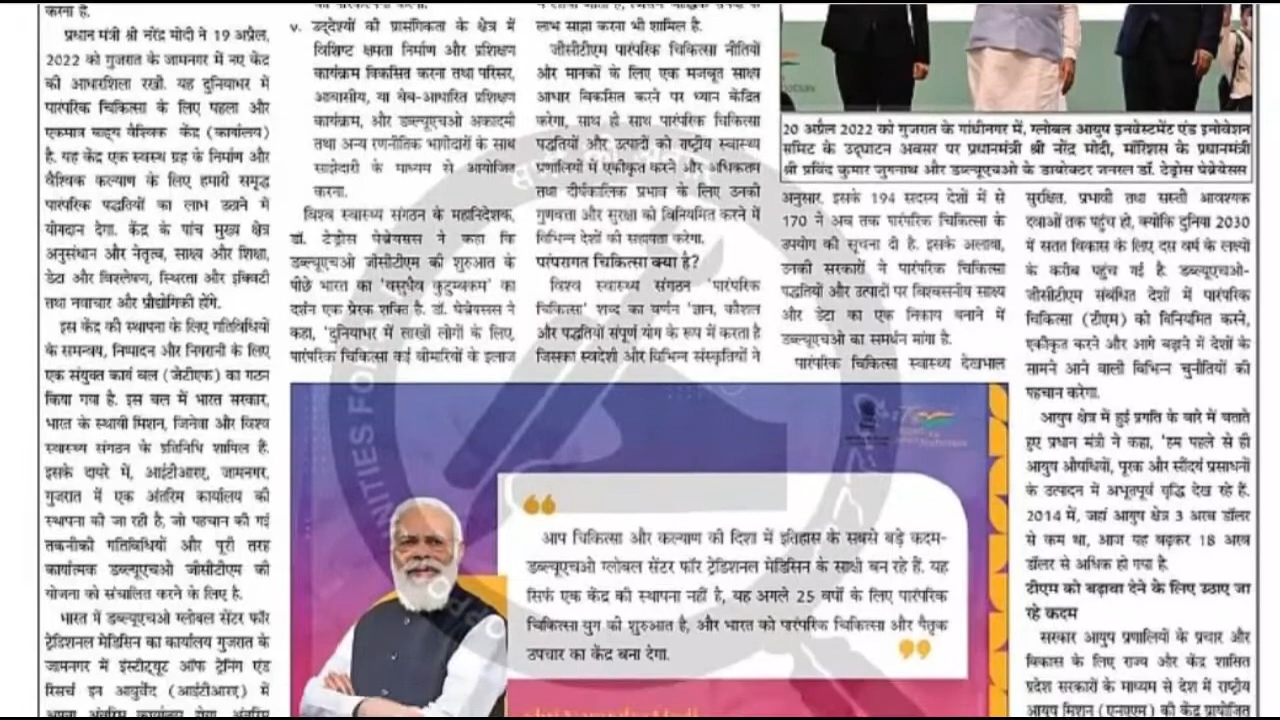 करना है.
प्रधान मंत्री श्री नरेंद्र मोदी ने 19 अप्रैल,
2022 को गुजरात के जामनगर में नए केंद्र
की आधारशिला रखी. यह दुनियाभर में
पारंपरिक चिकित्सा के लिए पहला और
एकमात्र बाह्य वैश्विक केंद्र (कार्यालय)
है. यह केंद्र एक स्वस्थ ग्रह के निर्माण और
वैश्विक कल्याण के लिए हमारी समृद्ध
पारंपरिक पद्धतियों का लाभ उठाने में
योगदान देगा. केंद्र के पांच मुख्य क्षेत्र
अनुसंधान और नेतृत्व, साक्ष्य और शिक्षा,
डेटा और विश्लेषण, स्थिरता और इक्विटी
तथा नवाचार और प्रौद्योगिकी होंगे.
इस केंद्र की स्थापना के लिए गतिविधियों
के समन्वय, निष्पादन और निगरानी के लिए
एक संयुक्त कार्य बल (जेटीएफ) का गठन
किया गया है. इस बल में भारत सरकार,
भारत के स्थायी मिशन, जिनेवा और विश्व
स्वास्थ्य संगठन के प्रतिनिधि शामिल हैं.
इसके दायरे में, आईटीआरए, जामनगर,
गुजरात में एक अंतरिम कार्यालय की
स्थापना की जा रही है, जो पहचान की गई
तकनीकी गतिविधियों और पूरी तरह
कार्यात्मक डब्ल्यूएचओ जीसीटीएम की
योजना को संचालित करने के लिए है.
भारत में डब्ल्यूएचओ ग्लोबल सेंटर फॉर
ट्रेडिशनल मेडिसिन का कार्यालय गुजरात के
जामनगर में इंस्टीट्यूट ऑफ ट्रेनिंग एंड
रिसर्च इन आयुर्वेद (आईटीआरए) में
अपना अंतरिम कार्यालय होगा. अंतरिम
v. उद्देश्यों की प्रासंगिकता के क्षेत्र में
विशिष्ट क्षमता निर्माण और प्रशिक्षण
कार्यक्रम विकसित करना तथा परिसर,
आवासीय, या वेब-आधारित प्रशिक्षण
कार्यक्रम, और डब्ल्यूएचओ अकादमी
तथा अन्य रणनीतिक भागीदारों के साथ
साझेदारी के माध्यम से आयोजित
करना.
विश्व स्वास्थ्य संगठन के महानिदेशक,
डॉ. टेड्रोस घेब्रेयसस ने कहा कि
डब्ल्यूएचओ जीसीटीएम की शुरुआत के
पीछे भारत का 'वसुधैव कुटुम्बकम' का
दर्शन एक प्रेरक शक्ति है. डॉ. घेब्रेयसस ने
कहा, 'दुनियाभर में लाखों लोगों के लिए,
पारंपरिक चिकित्सा कई बीमारियों के इलाज
लाभ साझा करना भी शामिल है.
जीसीटीएम पारंपरिक चिकित्सा नीतियों
और मानकों के लिए एक मजबूत साक्ष्य
आधार विकसित करने पर ध्यान केंद्रित
करेगा, साथ ही साथ पारंपरिक चिकित्सा
पद्धतियों और उत्पादों को राष्ट्रीय स्वास्थ्य
प्रणालियों में एकीकृत करने और अधिकतम
तथा दीर्घकालिक प्रभाव के लिए उनकी
गुणवत्ता और सुरक्षा को विनियमित करने में
विभिन्न देशों की सहायता करेगा.
परंपरागत चिकित्सा क्या है?
विश्व स्वास्थ्य संगठन पारंपरिक
चिकित्सा' शब्द का वर्णन 'ज्ञान, कौशल
और पद्धतियों संपूर्ण योग के रूप में करता है
जिसका स्वदेशी और विभिन्न संस्कृतियों ने
20 अप्रैल 2022 को गुजरात के गांधीनगर में, ग्लोबल आयुष इनवेस्टमेंट एंड इनोवेशन
समिट के उद्घाटन अवसर पर प्रधानमंत्री श्री नरेंद्र मोदी, मॉरिशस के प्रधानमंत्री
श्री प्रविंद कुमार जुगनाथ और डब्ल्यूएचओ के डायरेक्टर जनरल डॉ. टेड्रोस घेब्रेयेसस
अनुसार, इसके 194 सदस्य देशों में से
170 ने अब तक पारंपरिक चिकित्सा के
उपयोग की सूचना दी है. इसके अलावा,
उनकी सरकारों ने पारंपरिक चिकित्सा
पद्धतियों और उत्पादों पर विश्वसनीय साक्ष्य
और डेटा का एक निकाय बनाने में
डब्ल्यूएचओ का समर्थन मांगा है.
पारंपरिक चिकित्सा स्वास्थ्य देखभाल
सुरक्षित, प्रभावी तथा सस्ती आवश्यक
दवाओं तक पहुंच हो, क्योंकि दुनिया 2030
में सतत विकास के लिए दस वर्ष के लक्ष्यों
के करीब पहुंच गई है. डब्ल्यूएचओ-
जीसीटीएम संबंधित देशों में पारंपरिक
चिकित्सा (टीएम) को विनियमित करने,
एकीकृत करने और आगे बढ़ाने में देशों के
सामने आने वाली विभिन्न चुनौतियों की
पहचान करेगा.
आयुष क्षेत्र में हुई प्रगति के बारे में बताते
हुए प्रधान मंत्री ने कहा, 'हम पहले से ही
आयुष औषधियों, पूरक और सौंदर्य प्रसाधनों
के उत्पादन में अभूतपूर्व वृद्धि देख रहे हैं.
2014 में, जहां आयुष क्षेत्र 3 अरब डॉलर
से कम था, आज यह बढ़कर 18 अरब
डॉलर से अधिक हो गया है.
टीएम को बढ़ावा देने के लिए उठाए जा
रहे कदम
सरकार आयुष प्रणालियों के प्रचार और
विकास के लिए राज्य और केंद्र शासित
प्रदेश सरकारों के माध्यम से देश में राष्ट्रीय
आयुष मिशन (एनएएम) की केंद्र प्रायोजित
आप चिकित्सा और कल्याण की दिशा में इतिहास के सबसे बड़े कदम-
डब्ल्यूएचओ ग्लोबल सेंटर फॉर ट्रेडिशनल मेडिसिन के साक्षी बन रहे हैं. यह
सिर्फ एक केंद्र की स्थापना नहीं है, यह अगले 25 वर्षों के लिए पारंपरिक
चिकित्सा युग की शुरुआत है, और भारत को पारंपरिक चिकित्सा और पैतृक
उपचार का केंद्र बना देगा.